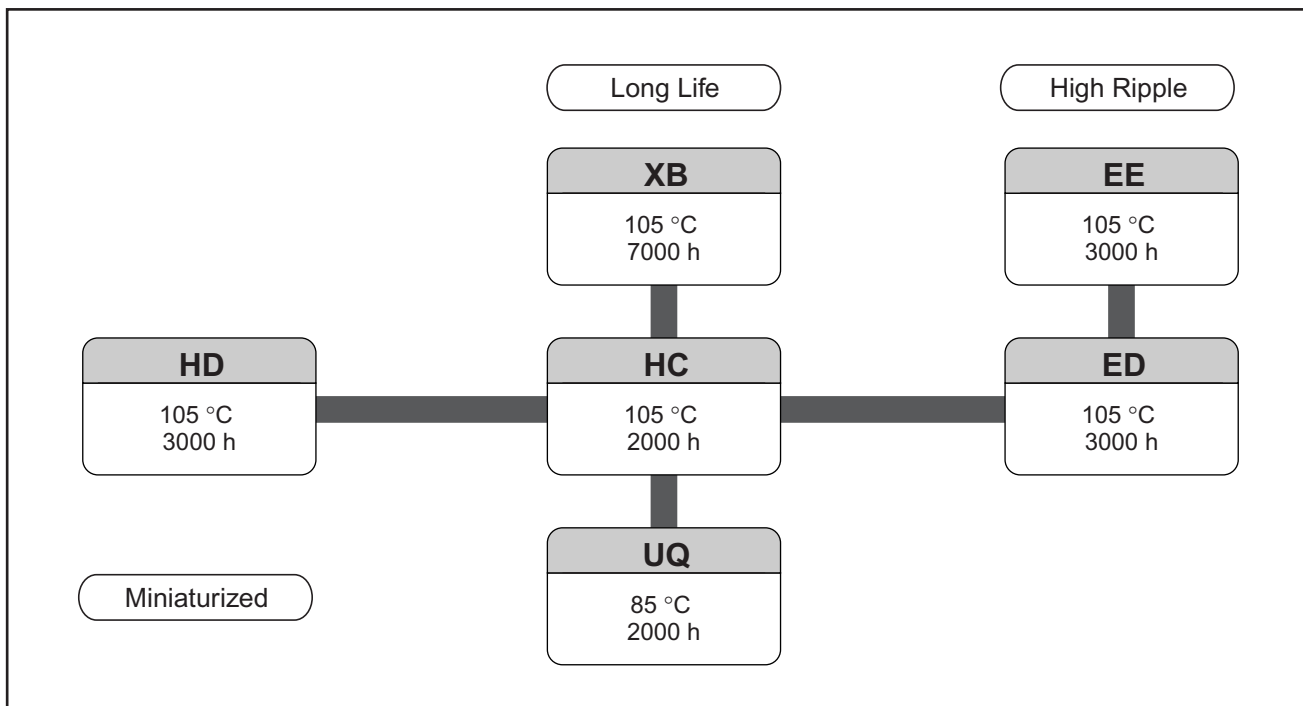 Long Life
High Ripple
XB
105 °C
7000 h
EE
105 °C
3000 h
HD
105 °C
3000 h
HC
105 °C
2000 h
ED
105 °C
3000 h
UQ
85 °C
2000 h
Miniaturized